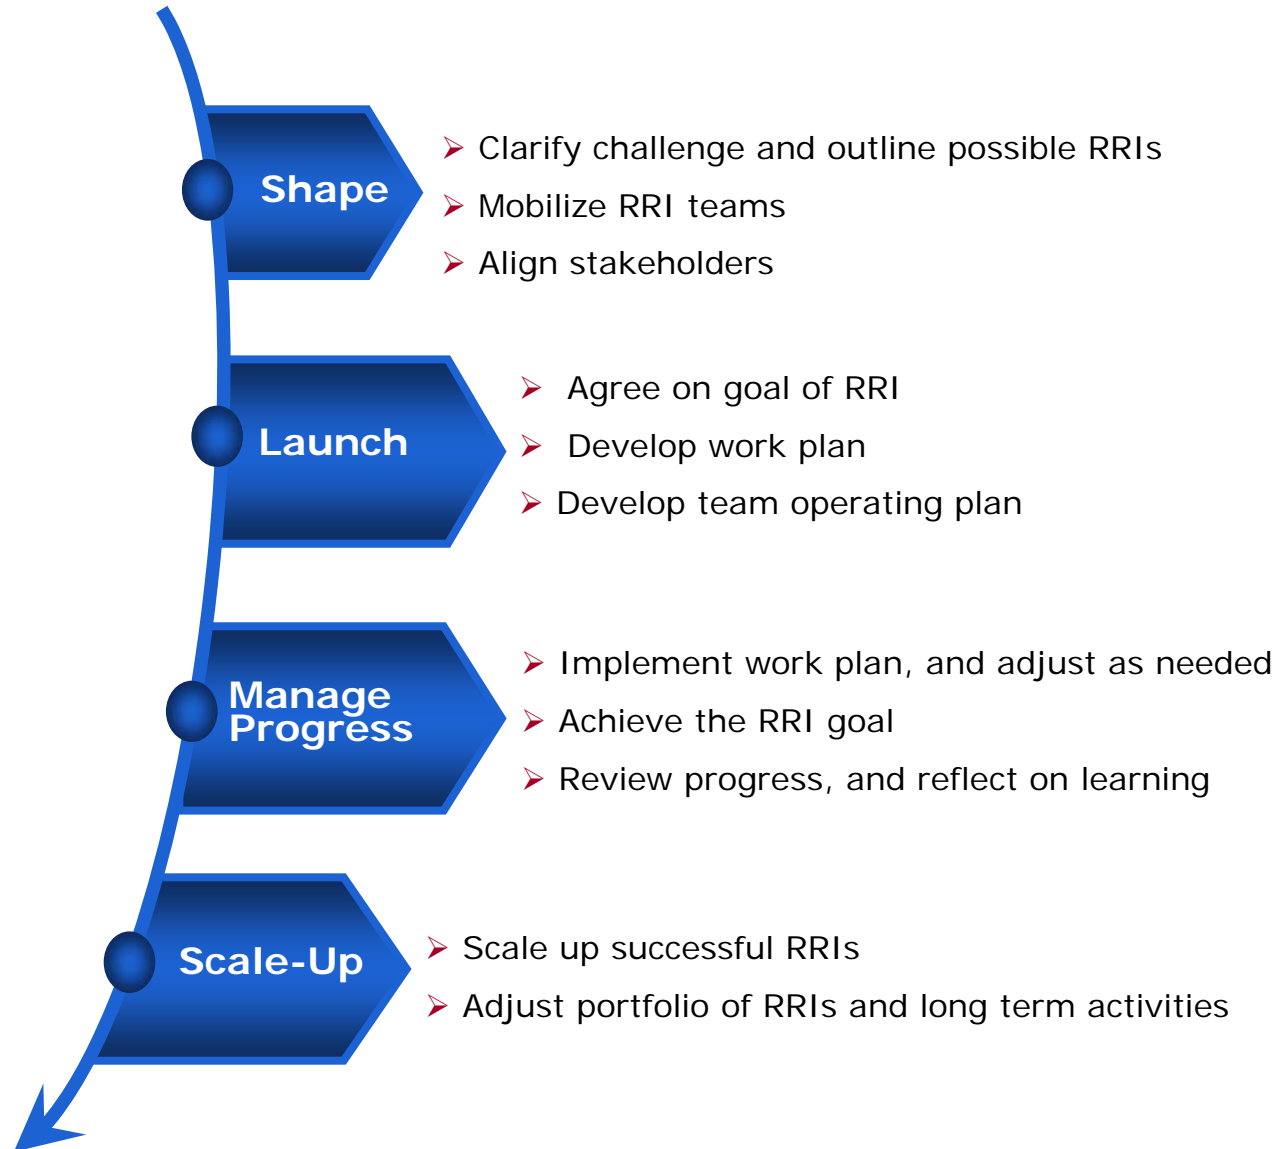 Shape
➢ Clarify challenge and outline possible RRIs
➢ Mobilize RRI teams
➢ Align stakeholders
Launch
➢ Agree on goal of RRI
➢ Develop work plan
➢ Develop team operating plan
Manage
Progress
➢ Implement work plan, and adjust as needed
➢ Achieve the RRI goal
➢ Review progress, and reflect on learning
Scale-Up
➢ Scale up successful RRIs
➢ Adjust portfolio of RRIs and long term activities